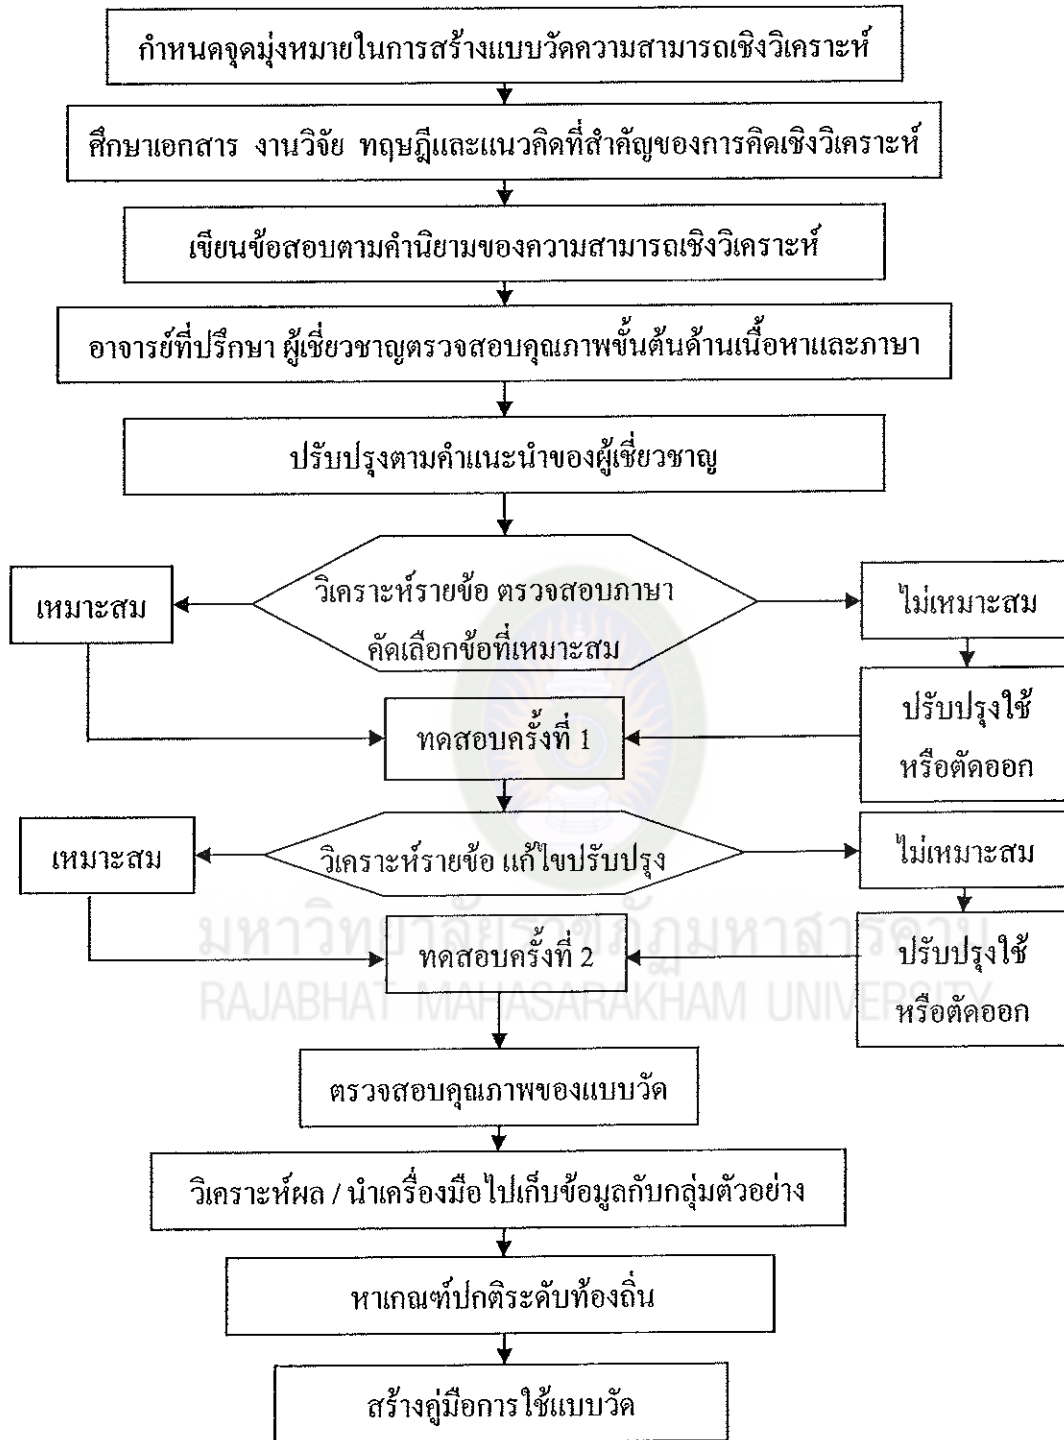 กำหนดจุดมุ่งหมายในการสร้างแบบวัดความสามารถเชิงวิเคราะห์
ศึกษาเอกสาร งานวิจัย ทฤษฎีและแนวคิดที่สำคัญของการคิดเชิงวิเคราะห์
เขียนข้อสอบตามคำนิยามของความสามารถเชิงวิเคราะห์
อาจารย์ที่ปรึกษา ผู้เชี่ยวชาญตรวจสอบคุณภาพขั้นต้นด้านเนื้อหาและภาษา
ปรับปรุงตามคำแนะนำของผู้เชี่ยวชาญ
วิเคราะห์รายข้อ ตรวจสอบภาษา
คัดเลือกข้อที่เหมาะสม
เหมาะสม
ไม่เหมาะสม
ปรับปรุงใช้
หรือตัดออก
ทดสอบครั้งที่ 1
วิเคราะห์รายข้อ แก้ไขปรับปรุง
เหมาะสม
ไม่เหมาะสม
ปรับปรุงใช้
หรือตัดออก
ทดสอบครั้งที่ 2
มหาวิทยาลัยราชภัฏมหาสารคาม
RAJABHAT MAHASARAKHAM UNIVERSITY
ตรวจสอบคุณภาพของแบบวัด
วิเคราะห์ผล / นำเครื่องมือไปเก็บข้อมูลกับกลุ่มตัวอย่าง
หาเกณฑ์ปกติระดับท้องถิ่น
สร้างคู่มือการใช้แบบวัด